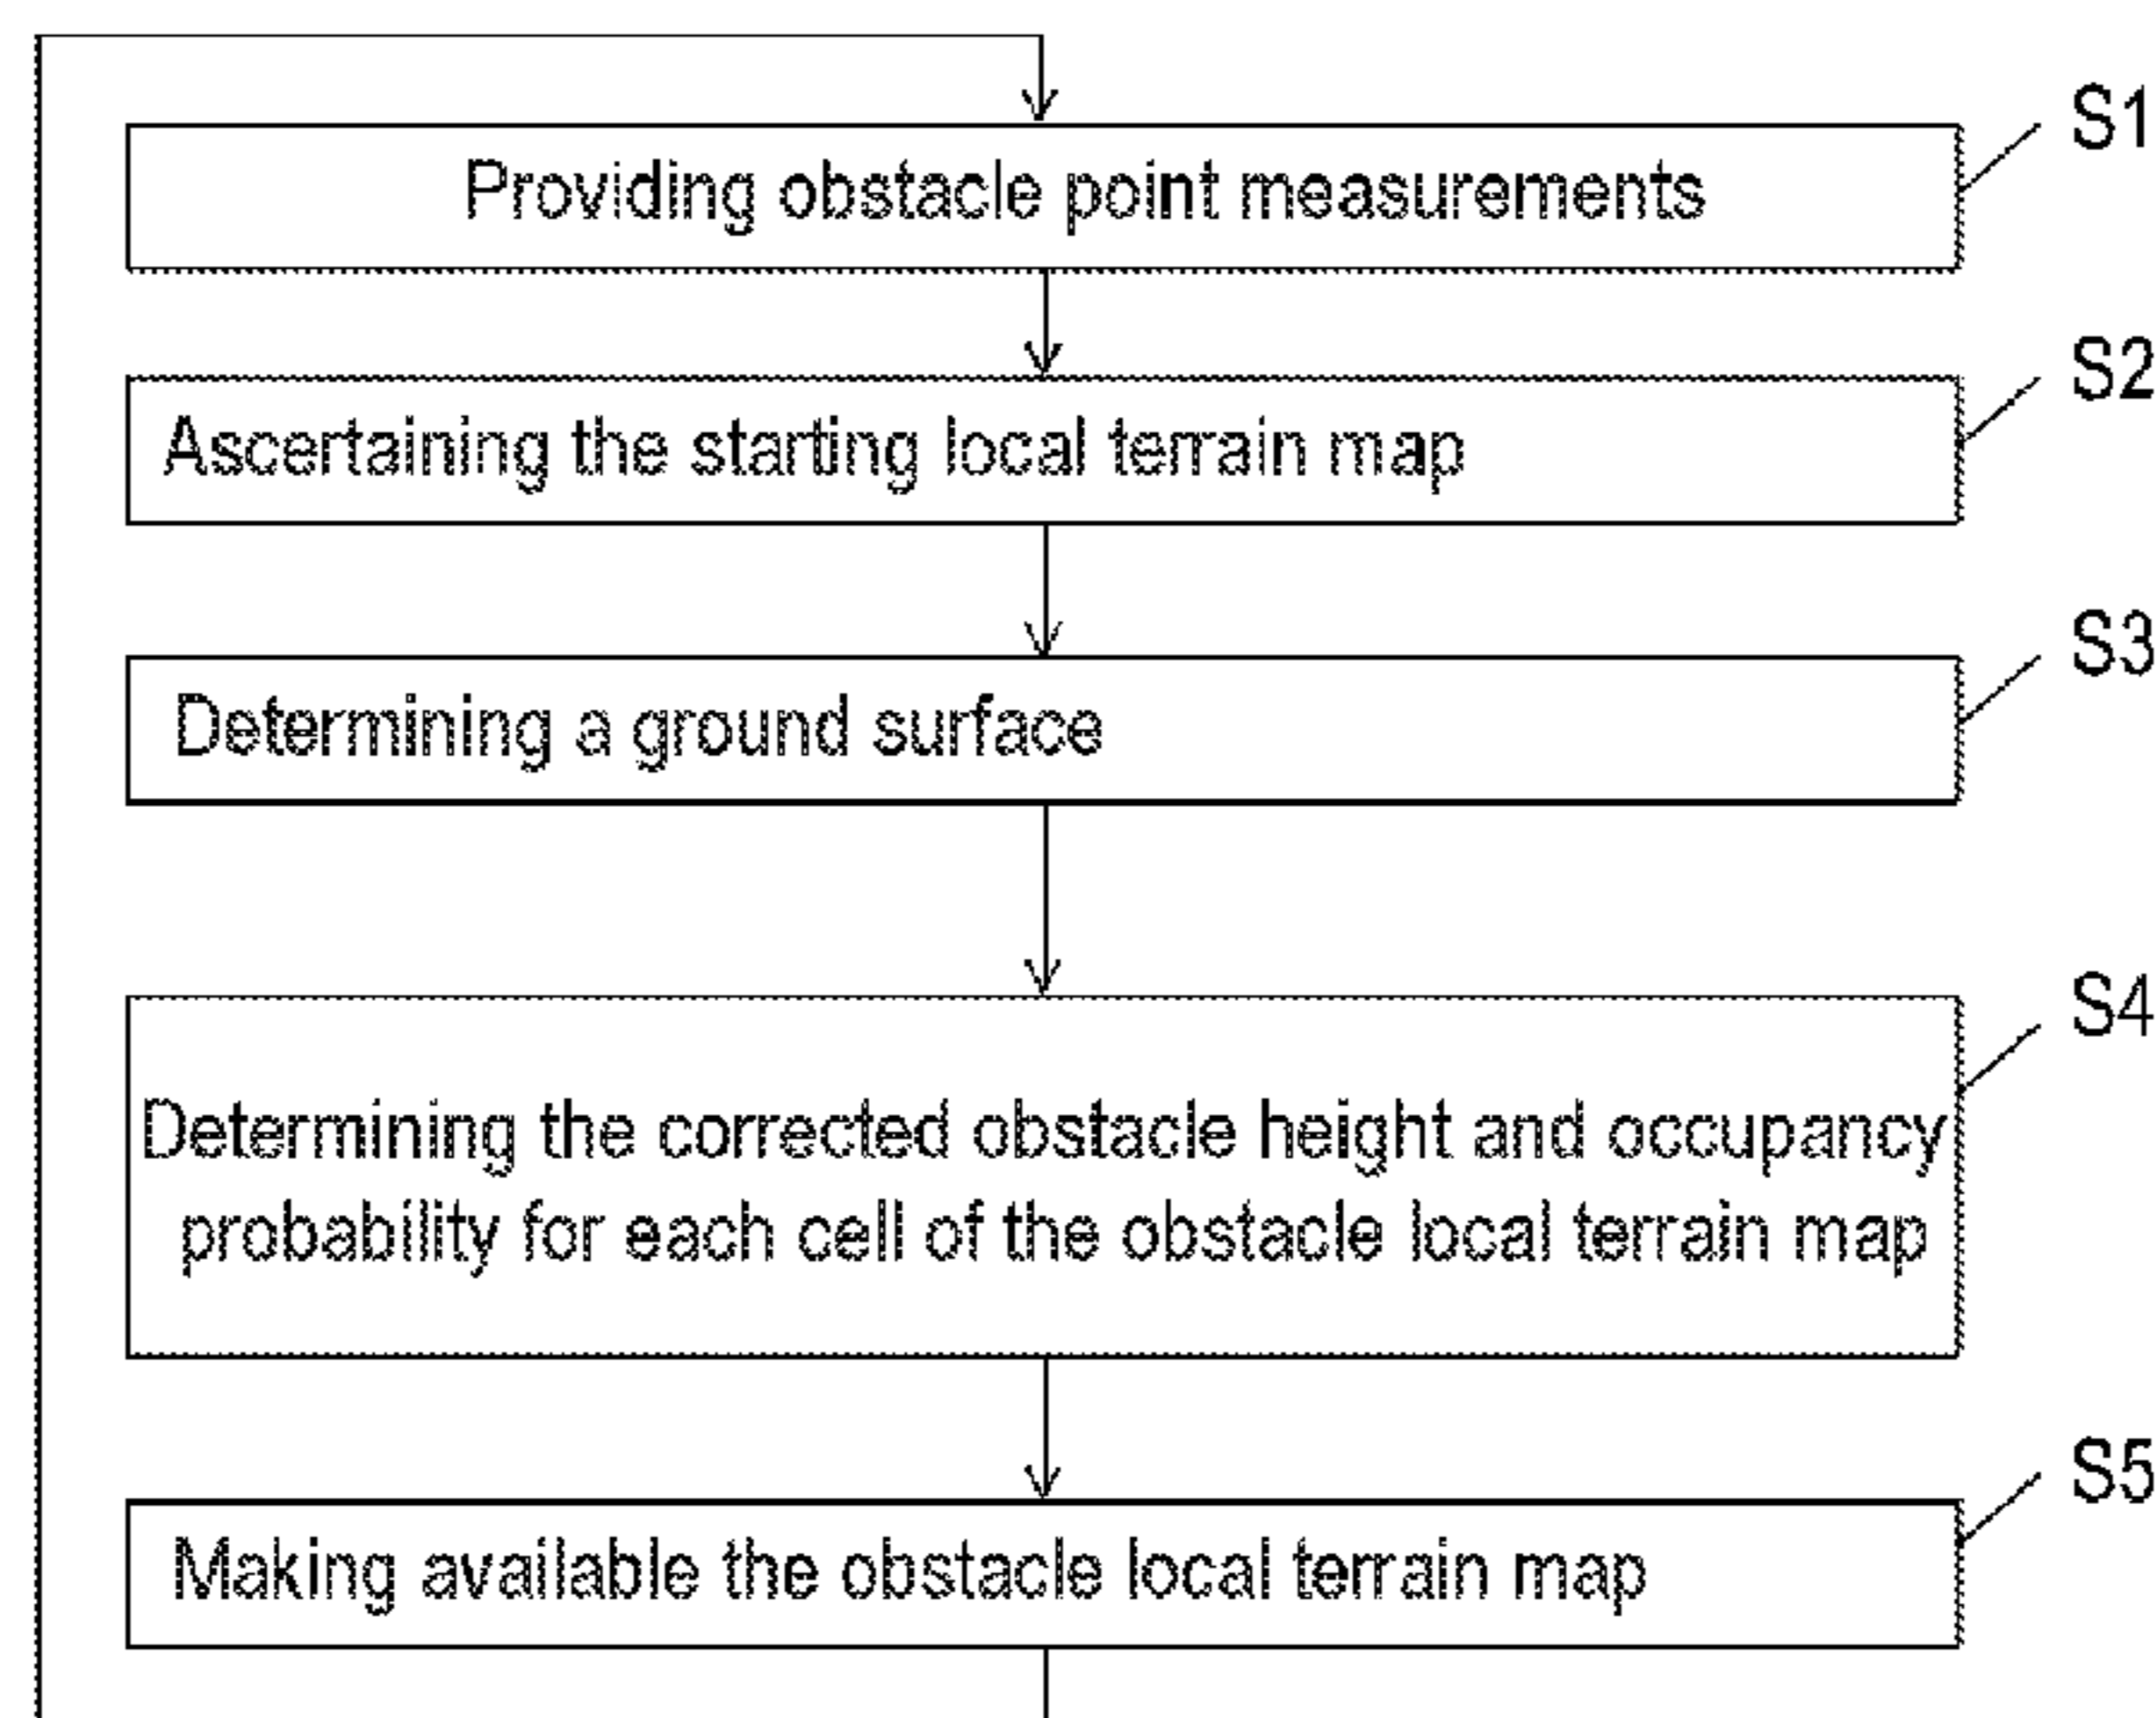 S1
Providing obstacle point measurements
S2
Ascertaining the starting local terrain map
S3
Determining a ground surface
S4
Determining the corrected obstacle height and occupancy
probability for each cell of the obstacle local terrain map
S5
Making available the obstacle local terrain map